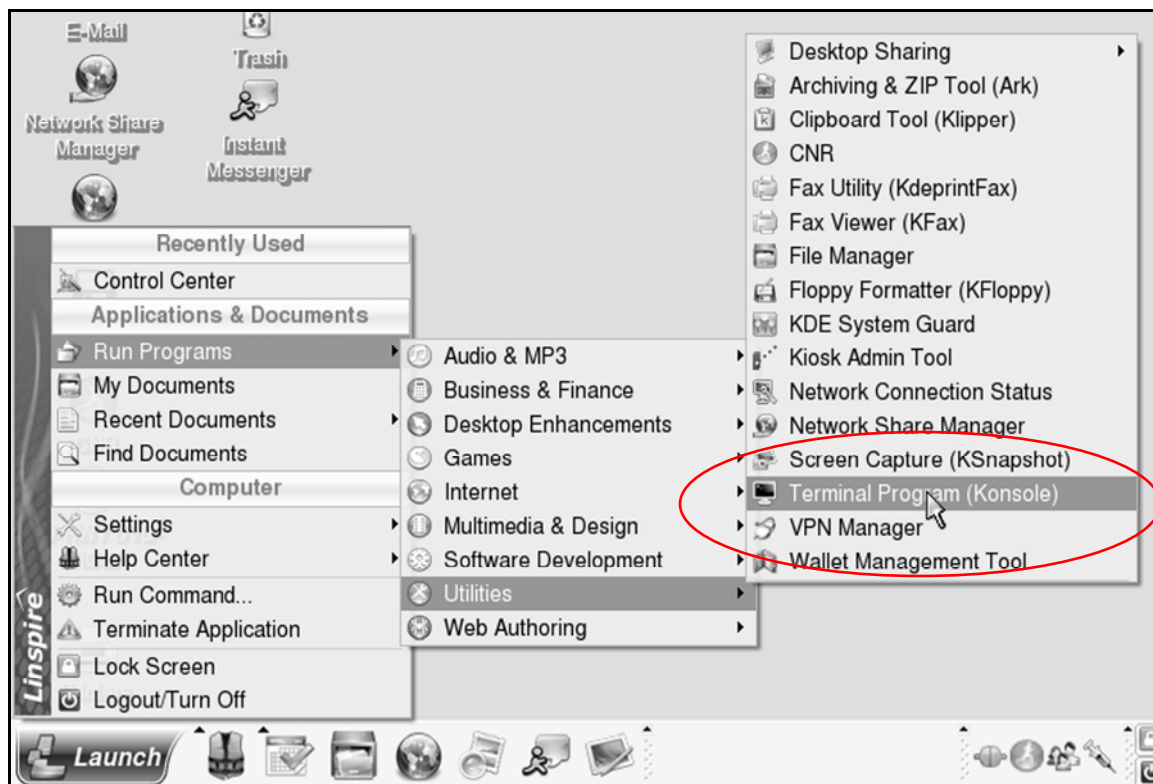 E-Mail
Trash
Network Share
Manager
Instant
Messenger
Recently Used
Control Center
Applications & Documents
Run Programs
My Documents
Recent Documents
Find Documents
Computer
Settings
Help Center
Run Command...
Terminate Application
Lock Screen
Logout/Turn Off
Linspire
Audio & MP3
Business & Finance
Desktop Enhancements
Games
Internet
Multimedia & Design
Software Development
Utilities
Web Authoring
Desktop Sharing
Archiving & ZIP Tool (Ark)
Clipboard Tool (Klipper)
CNR
Fax Utility (KdeprintFax)
Fax Viewer (KFax)
File Manager
Floppy Formatter (KFloppy)
KDE System Guard
Kiosk Admin Tool
Network Connection Status
Network Share Manager
Screen Capture (KSnapshot)
Terminal Program (Konsole)
VPN Manager
Wallet Management Tool
Launch